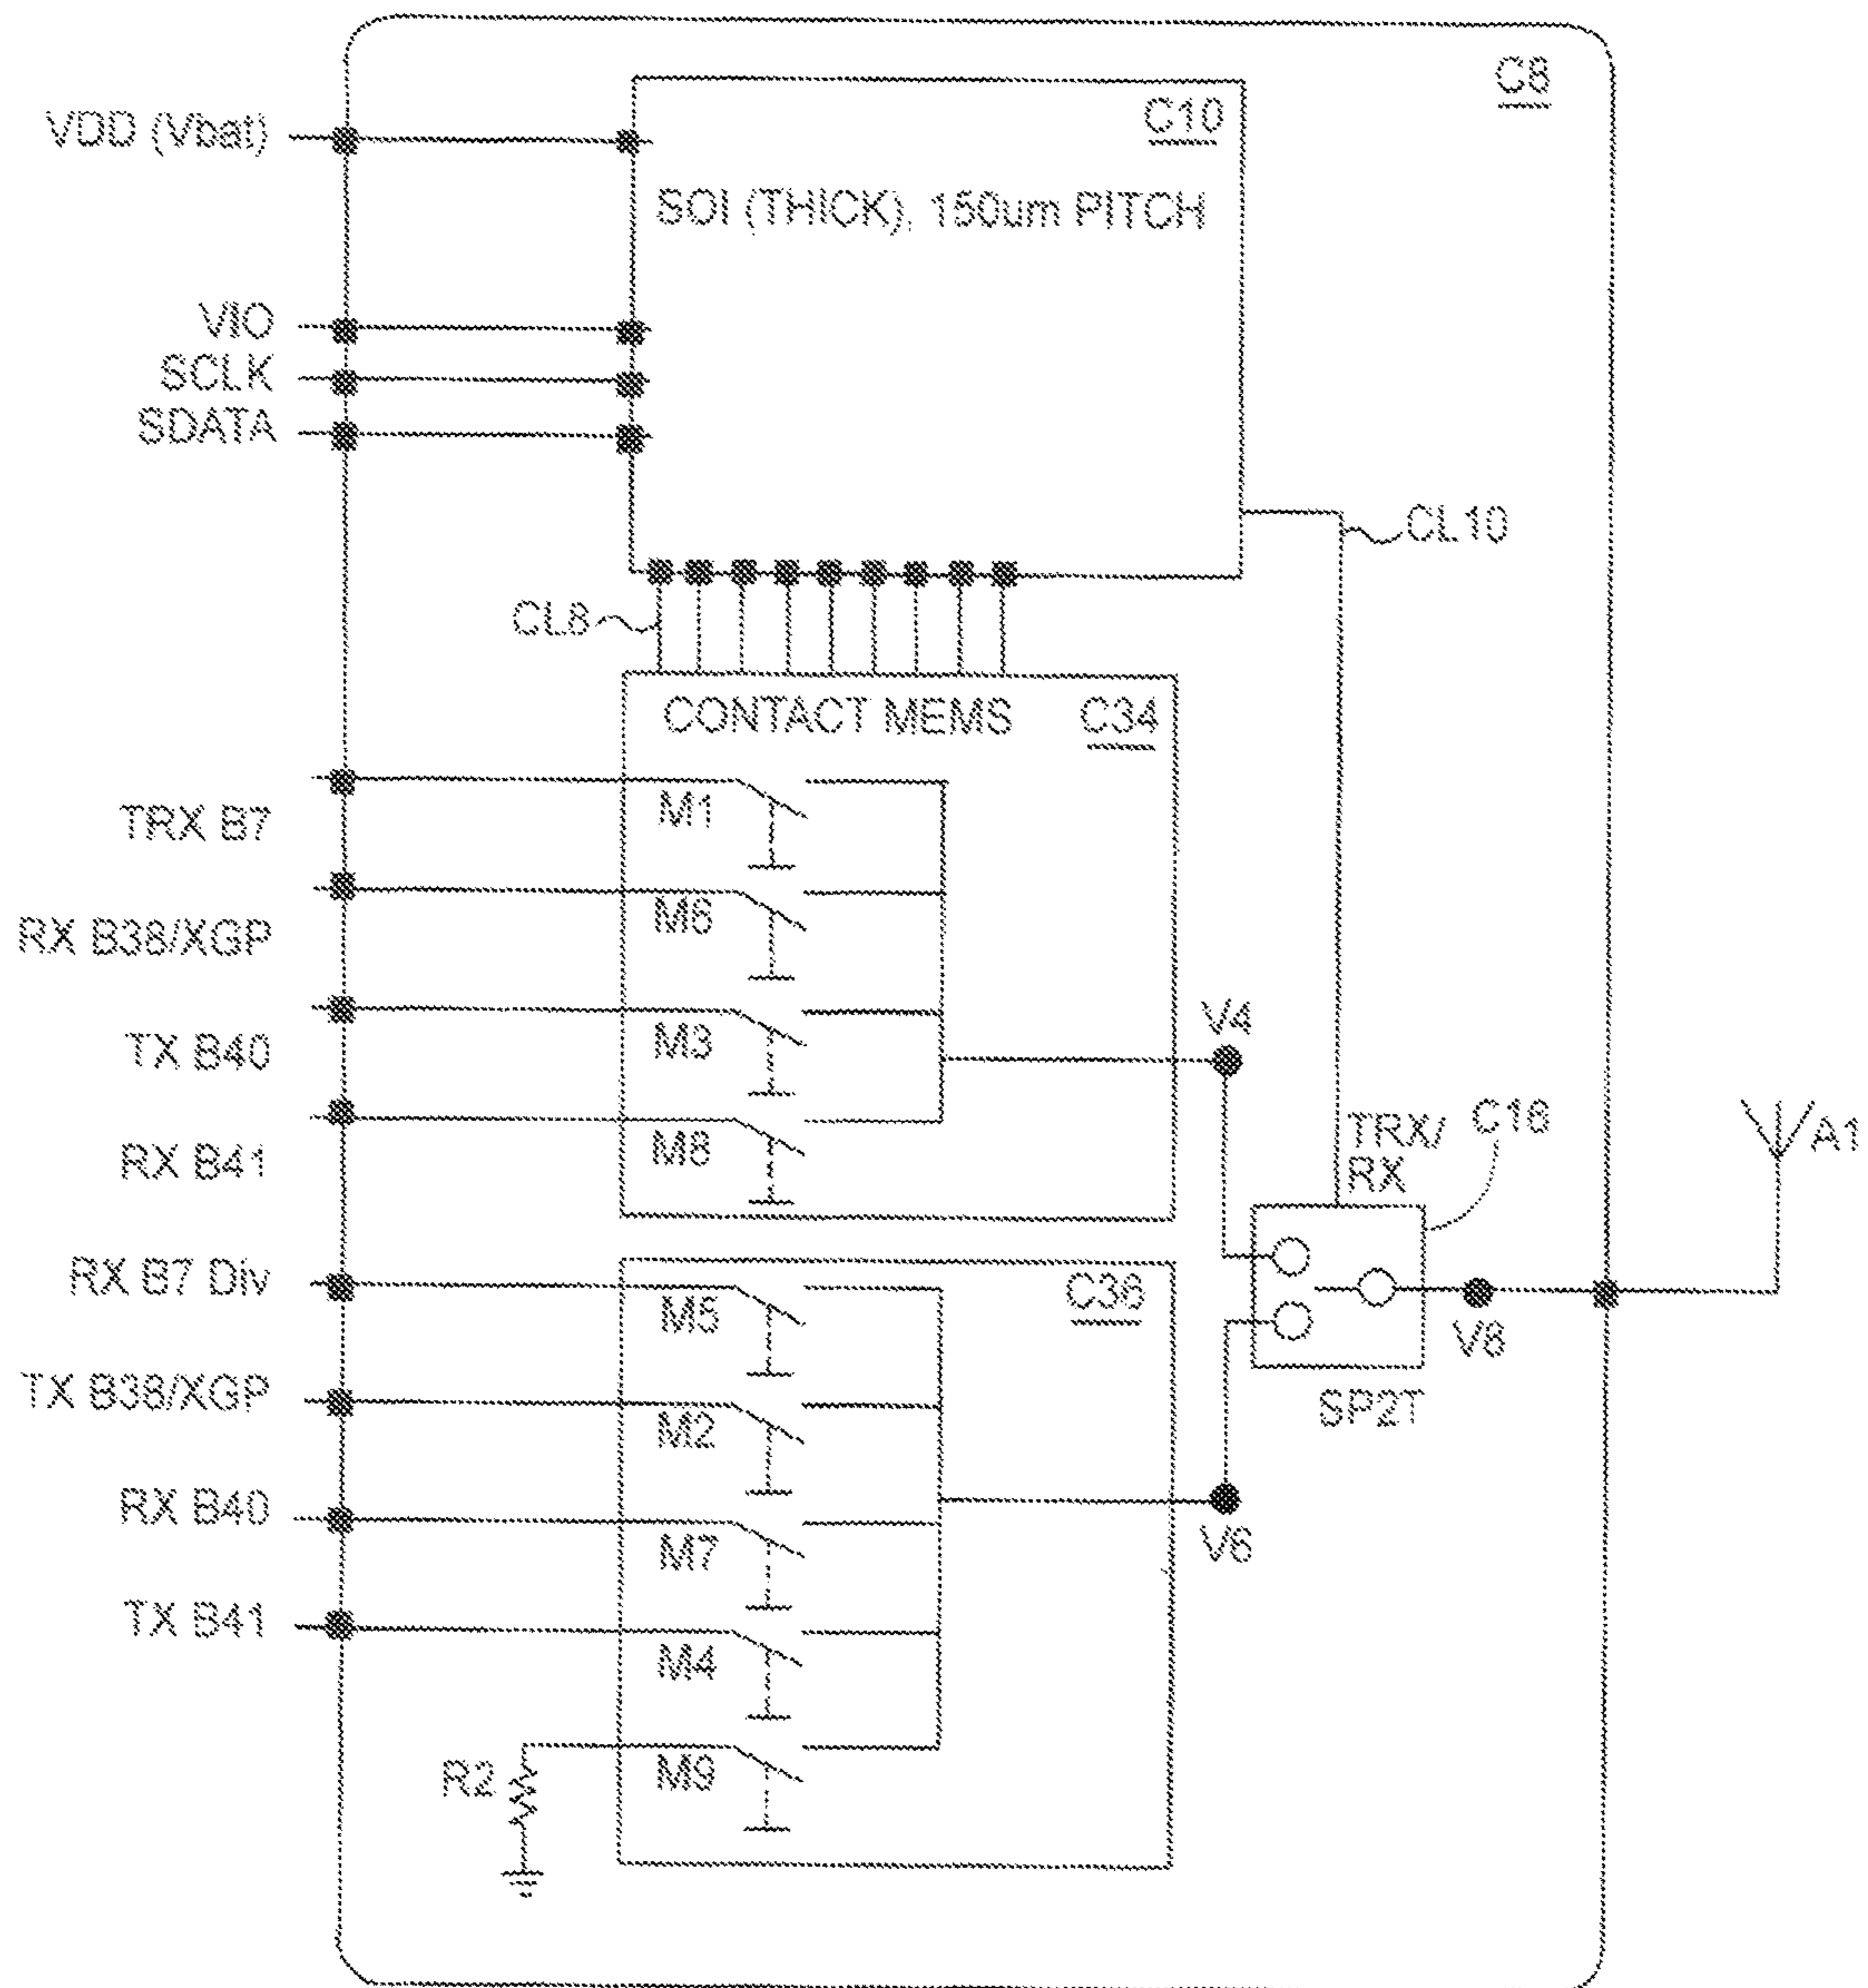 C8
C10
VDD (Vbat)
SOI (THICK), 150um PITCH
VIO
SCLK
SDATA
CL10
CL8
CONTACT MEMS
C34
M1
TRX B7
M6
RX B38/XGP
V4
M3
TX B40
TRX/
RX
C16
A1
M8
RX B41
RX B7 Div
C36
M5
V8
TX B38/XGP
SP2T
M2
RX B40
V6
M7
TX B41
M4
R2
M9